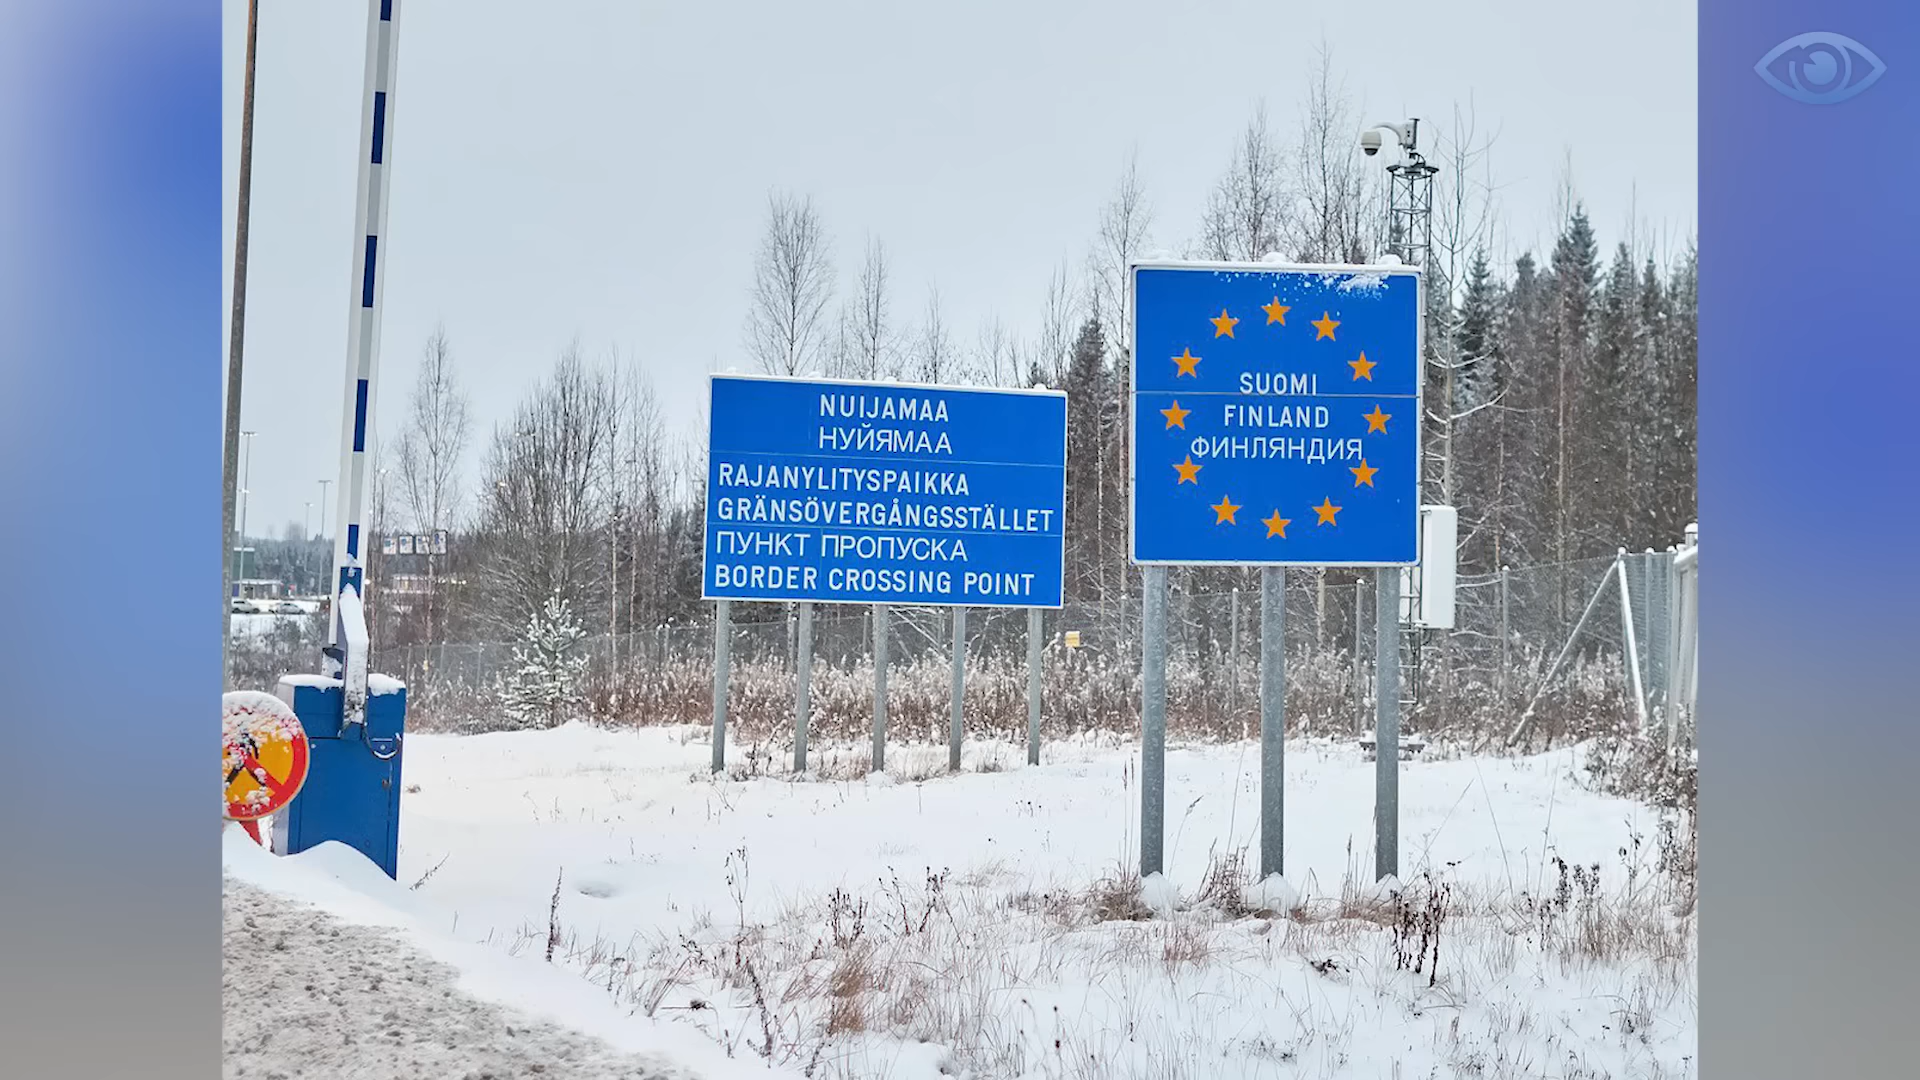 NUIJAMAA
НУЙЯМАА
RAJANYLITYSPAIKKA
GRÄNSÖVERGÅNGSSTÄLLET
ПУНКТ ПРОПУСКА
BORDER CROSSING POINT
SUOMI
FINLAND
ФИНЛЯНДИЯ